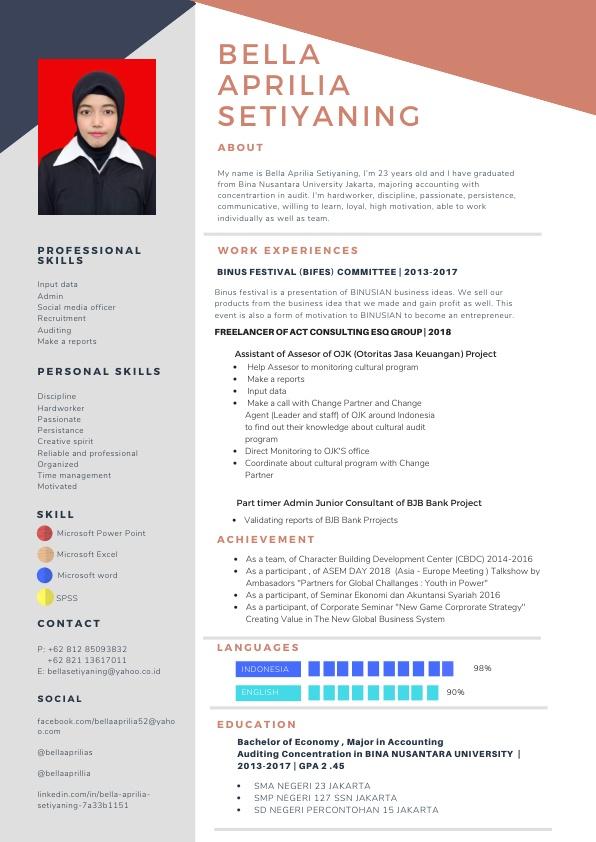 BELLA
APRILIA
SETIYANING
ABOUT
My name is Bella Aprilia Setiyaning, I'm 23 years old and I have graduated
from Bina Nusantara University Jakarta, majoring accounting with
concentrartion in audit. I'm hardworker, discipline, passionate, persistence,
communicative, willing to learn, loyal, high motivation, able to work
individually as well as team.
PROFESSIONAL
SKILLS
Input data
Admin
Social media officer
Recruitment
Auditing
Make a reports
PERSONAL SKILLS
Discipline
Hardworker
Passionate
Persistance
Creative spirit
Reliable and professional
Organized
Time management
Motivated
SKILL
Microsoft Power Point
Microsoft Excel
Microsoft word
SPSS
CONTACT
P: +62 812 85093832
+62 821 13617011
E: bellasetiyaning@yahoo.co.id
SOCIAL
facebook.com/bellaaprilia52@yaho
o.com
@bellaaprilias
@bellaaprillia
linkedin.com/in/bella-aprilia-
setiyaning-7a33b1151
WORK EXPERIENCES
BINUS FESTIVAL (BIFES) COMMITTEE | 2013-2017
Binus festival is a presentation of BINUSIAN business ideas. We sell our
products from the business idea that we made and gain profit as well. This
event is also a form of motivation to BINUSIAN to become an entrepreneur.
FREELANCER OF ACT CONSULTING ESQ GROUP | 2018
Assistant of Assesor of OJK (Otoritas Jasa Keuangan) Project
• Help Assesor to monitoring cultural program
• Make a reports
• Input data
• Make a call with Change Partner and Change
Agent (Leader and staff) of OJK around Indonesia
to find out their knowledge about cultural audit
program
• Direct Monitoring to OJK'S office
• Coordinate about cultural program with Change
Partner
Part timer Admin Junior Consultant of BJB Bank Project
• Validating reports of BJB Bank Prrojects
ACHIEVEMENT
• As a team, of Character Building Development Center (CBDC) 2014-2016
• As a participant , of ASEM DAY 2018 (Asia - Europe Meeting ) Talkshow by
Ambasadors "Partners for Global Challanges : Youth in Power"
• As a participant, of Seminar Ekonomi dan Akuntansi Syariah 2016
• As a participant, of Corporate Seminar "New Game Corprorate Strategy"
Creating Value in The New Global Business System
LANGUAGES
INDONESIA 98%
ENGLISH 90%
EDUCATION
Bachelor of Economy , Major in Accounting
Auditing Concentration in BINA NUSANTARA UNIVERSITY |
2013-2017 | GPA 2 .45
• SMA NEGERI 23 JAKARTA
• SMP NEGERI 127 SSN JAKARTA
• SD NEGERI PERCONTOHAN 15 JAKARTA